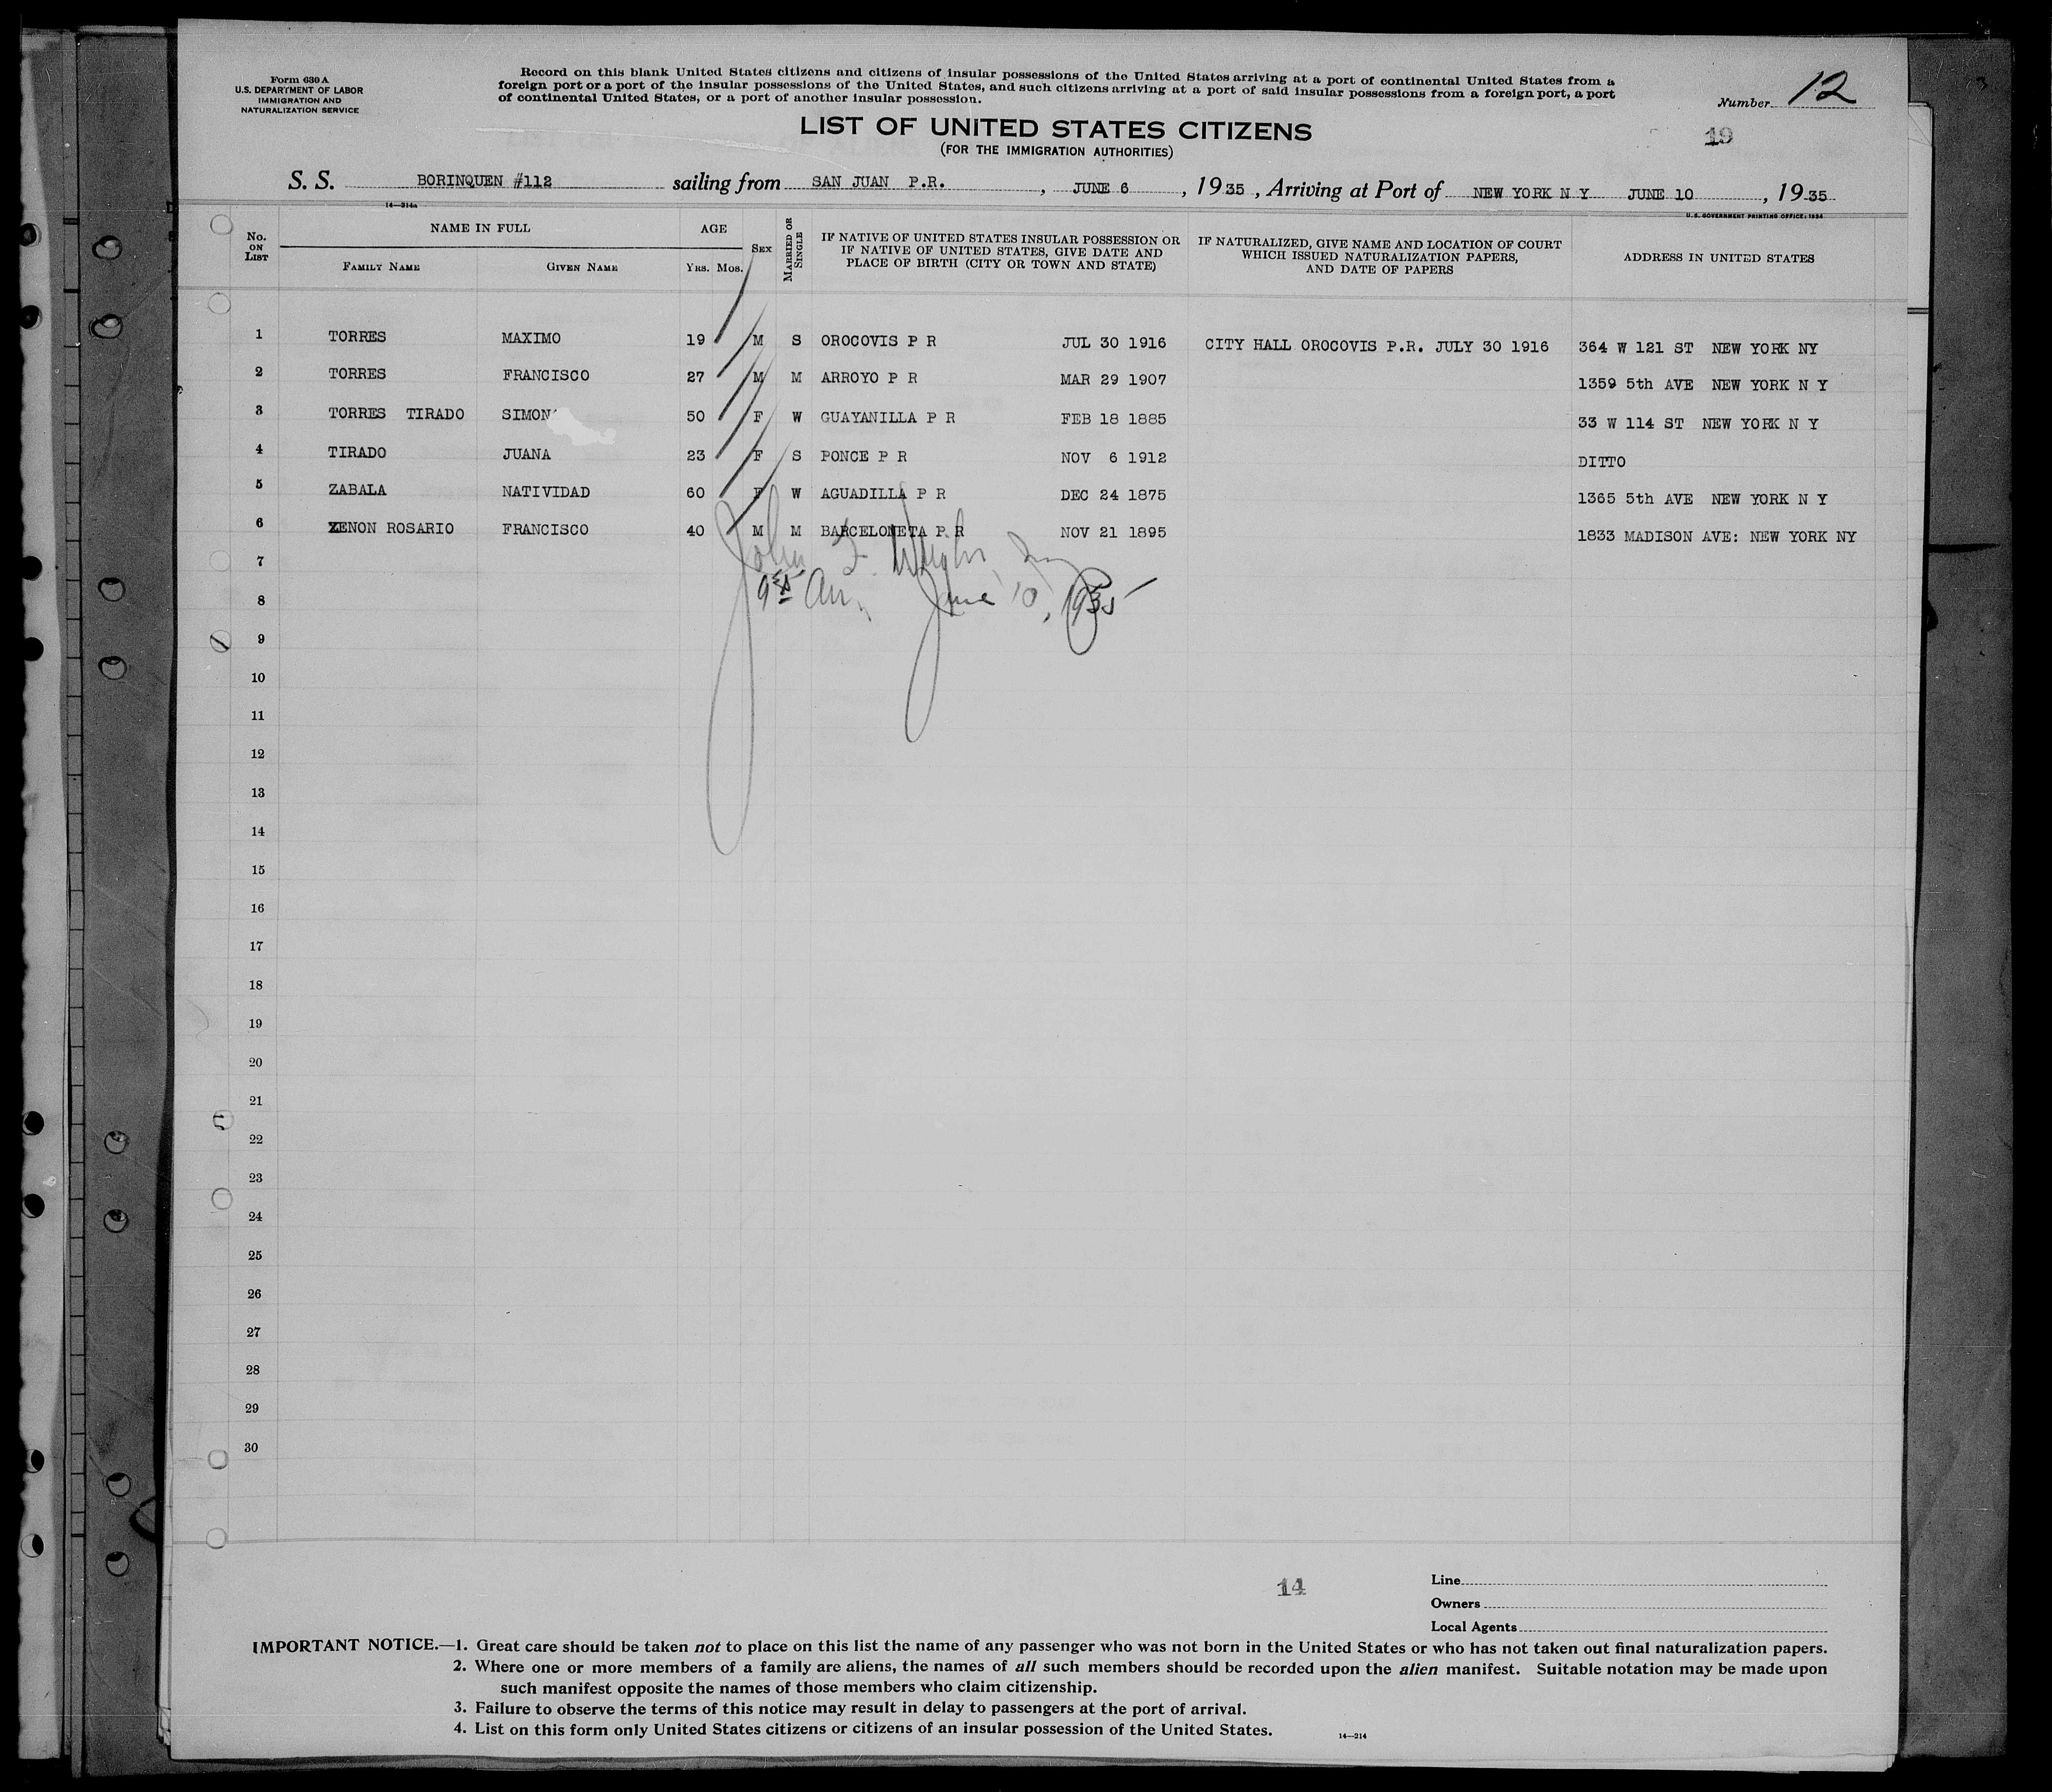 Form 630 A
U.S. DEPARTMENT OF LABOR
IMMIGRATION AND
NATURALIZATION SERVICE
Record on this blank United States citizens and citizens of insular possessions of the United States arriving at a port of continental United States from a
foreign port or a port of the insular possessions of the United States, and such citizens arriving at a port of said insular possessions from a foreign port, a port
of continental United States, or a port of another insular possession.
Number 12
19
LIST OF UNITED STATES CITIZENS
(FOR THE IMMIGRATION AUTHORITIES)
S. S. BORINQUEN #112 sailing from SAN JUAN P.R., JUNE 6, 1935, Arriving at Port of NEW YORK N Y JUNE 10, 1935
14—214a
U.S. GOVERNMENT PRINTING OFFICE: 1934
No. ON LIST
NAME IN FULL
FAMILY NAME GIVEN NAME
AGE
YRS. MOS.
SEX
MARRIED OR SINGLE
IF NATIVE OF UNITED STATES INSULAR POSSESSION OR
IF NATIVE OF UNITED STATES, GIVE DATE AND
PLACE OF BIRTH (CITY OR TOWN AND STATE)
IF NATURALIZED, GIVE NAME AND LOCATION OF COURT
WHICH ISSUED NATURALIZATION PAPERS,
AND DATE OF PAPERS
ADDRESS IN UNITED STATES
1 TORRES MAXIMO 19 M S OROCOVIS P R JUL 30 1916 CITY HALL OROCOVIS P.R. JULY 30 1916 364 W 121 ST NEW YORK NY
2 TORRES FRANCISCO 27 M M ARROYO P R MAR 29 1907 1359 5th AVE NEW YORK N Y
3 TORRES TIRADO SIMON 50 F W GUAYANILLA P R FEB 18 1885 33 W 114 ST NEW YORK N Y
4 TIRADO JUANA 23 F S PONCE P R NOV 6 1912 DITTO
5 ZABALA NATIVIDAD 60 F W AGUADILLA P R DEC 24 1875 1365 5th AVE NEW YORK N Y
6 ZENON ROSARIO FRANCISCO 40 M M BARCELONETA P R NOV 21 1895 1833 MADISON AVE: NEW YORK NY
John F.
June 10, 1935
7
8
9
10
11
12
13
14
15
16
17
18
19
20
21
22
23
24
25
26
27
28
29
30
14
Line
Owners
Local Agents
IMPORTANT NOTICE.—1. Great care should be taken not to place on this list the name of any passenger who was not born in the United States or who has not taken out final naturalization papers.
2. Where one or more members of a family are aliens, the names of all such members should be recorded upon the alien manifest. Suitable notation may be made upon
such manifest opposite the names of those members who claim citizenship.
3. Failure to observe the terms of this notice may result in delay to passengers at the port of arrival.
4. List on this form only United States citizens or citizens of an insular possession of the United States.
14—214